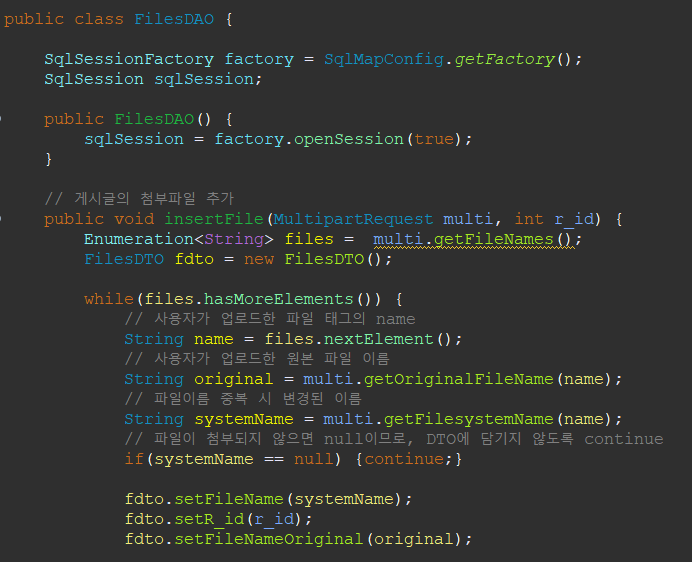 public class FilesDAO {
SqlSessionFactory factory = SqlMapConfig.getFactory();
SqlSession sqlSession;
public FilesDAO() {
sqlSession = factory.openSession(true);
}
// 게시글의 첨부파일 추가
public void insertFile(MultipartRequest multi, int r_id) {
Enumeration<String> files =  multi.getFileNames();
FilesDTO fdto = new FilesDTO();
while(files.hasMoreElements()) {
// 사용자가 업로드한 파일 태그의 name
String name = files.nextElement();
// 사용자가 업로드한 원본 파일 이름
String original = multi.getOriginalFileName(name);
// 파일이름 중복 시 변경된 이름
String systemName = multi.getFilesystemName(name);
// 파일이 첨부되지 않으면 null이므로, DTO에 담기지 않도록 continue
if(systemName == null) {continue;}
fdto.setFileName(systemName);
fdto.setR_id(r_id);
fdto.setFileNameOriginal(original);